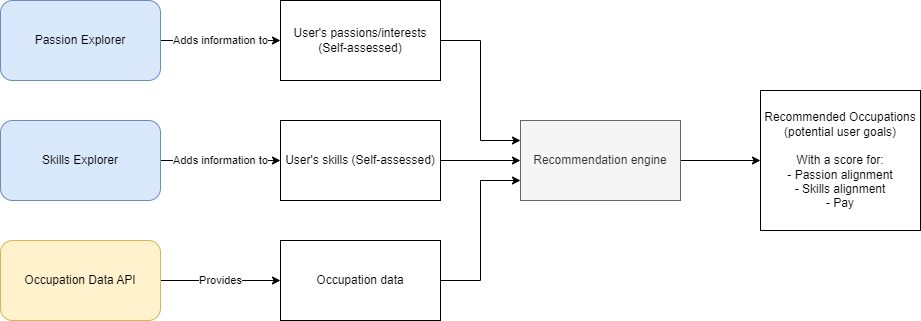 Passion Explorer
Adds information to
User's passions/interests
(Self-assessed)
Skills Explorer
Adds information to
User's skills (Self-assessed)
Recommendation engine
Recommended Occupations
(potential user goals)
With a score for:
- Passion alignment
- Skills alignment
- Pay
Occupation Data API
Provides
Occupation data